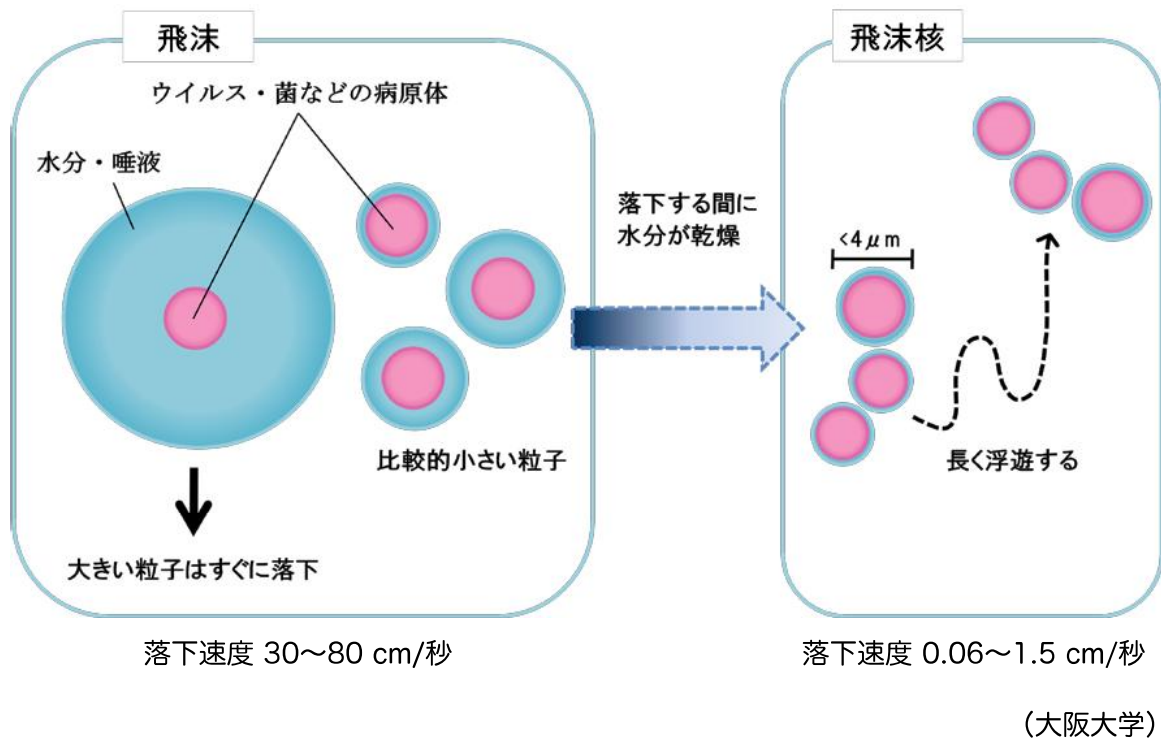 飛沫
ウイルス・菌などの病原体
水分・唾液
比較的小さい粒子
大きい粒子はすぐに落下
落下速度 30〜80 cm/秒
落下する間に
水分が乾燥
飛沫核
<4μm
長く浮遊する
落下速度 0.06〜1.5 cm/秒
(大阪大学)